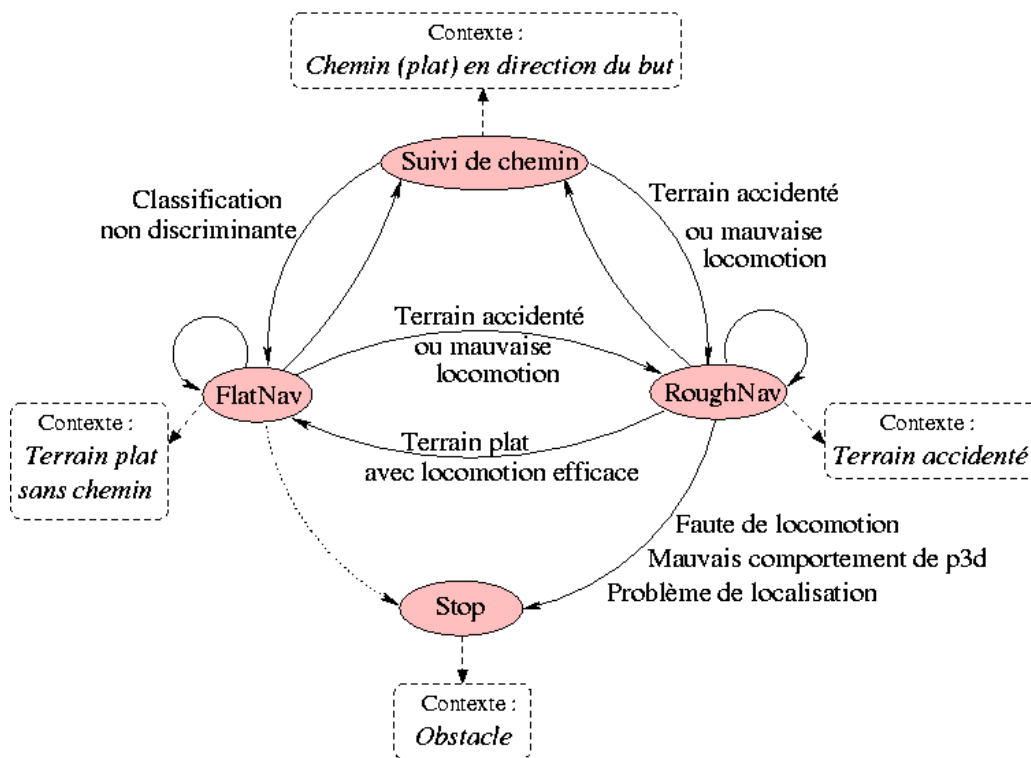 Contexte :
Chemin (plat) en direction du but
Suivi de chemin
Classification
non discriminante
Terrain accidenté
ou mauvaise
locomotion
Terrain accidenté
ou mauvaise
locomotion
FlatNav
RoughNav
Contexte :
Terrain plat
sans chemin
Terrain plat
avec locomotion efficace
Contexte :
Terrain accidenté
Faute de locomotion
Mauvais comportement de p3d
Problème de localisation
Stop
Contexte :
Obstacle